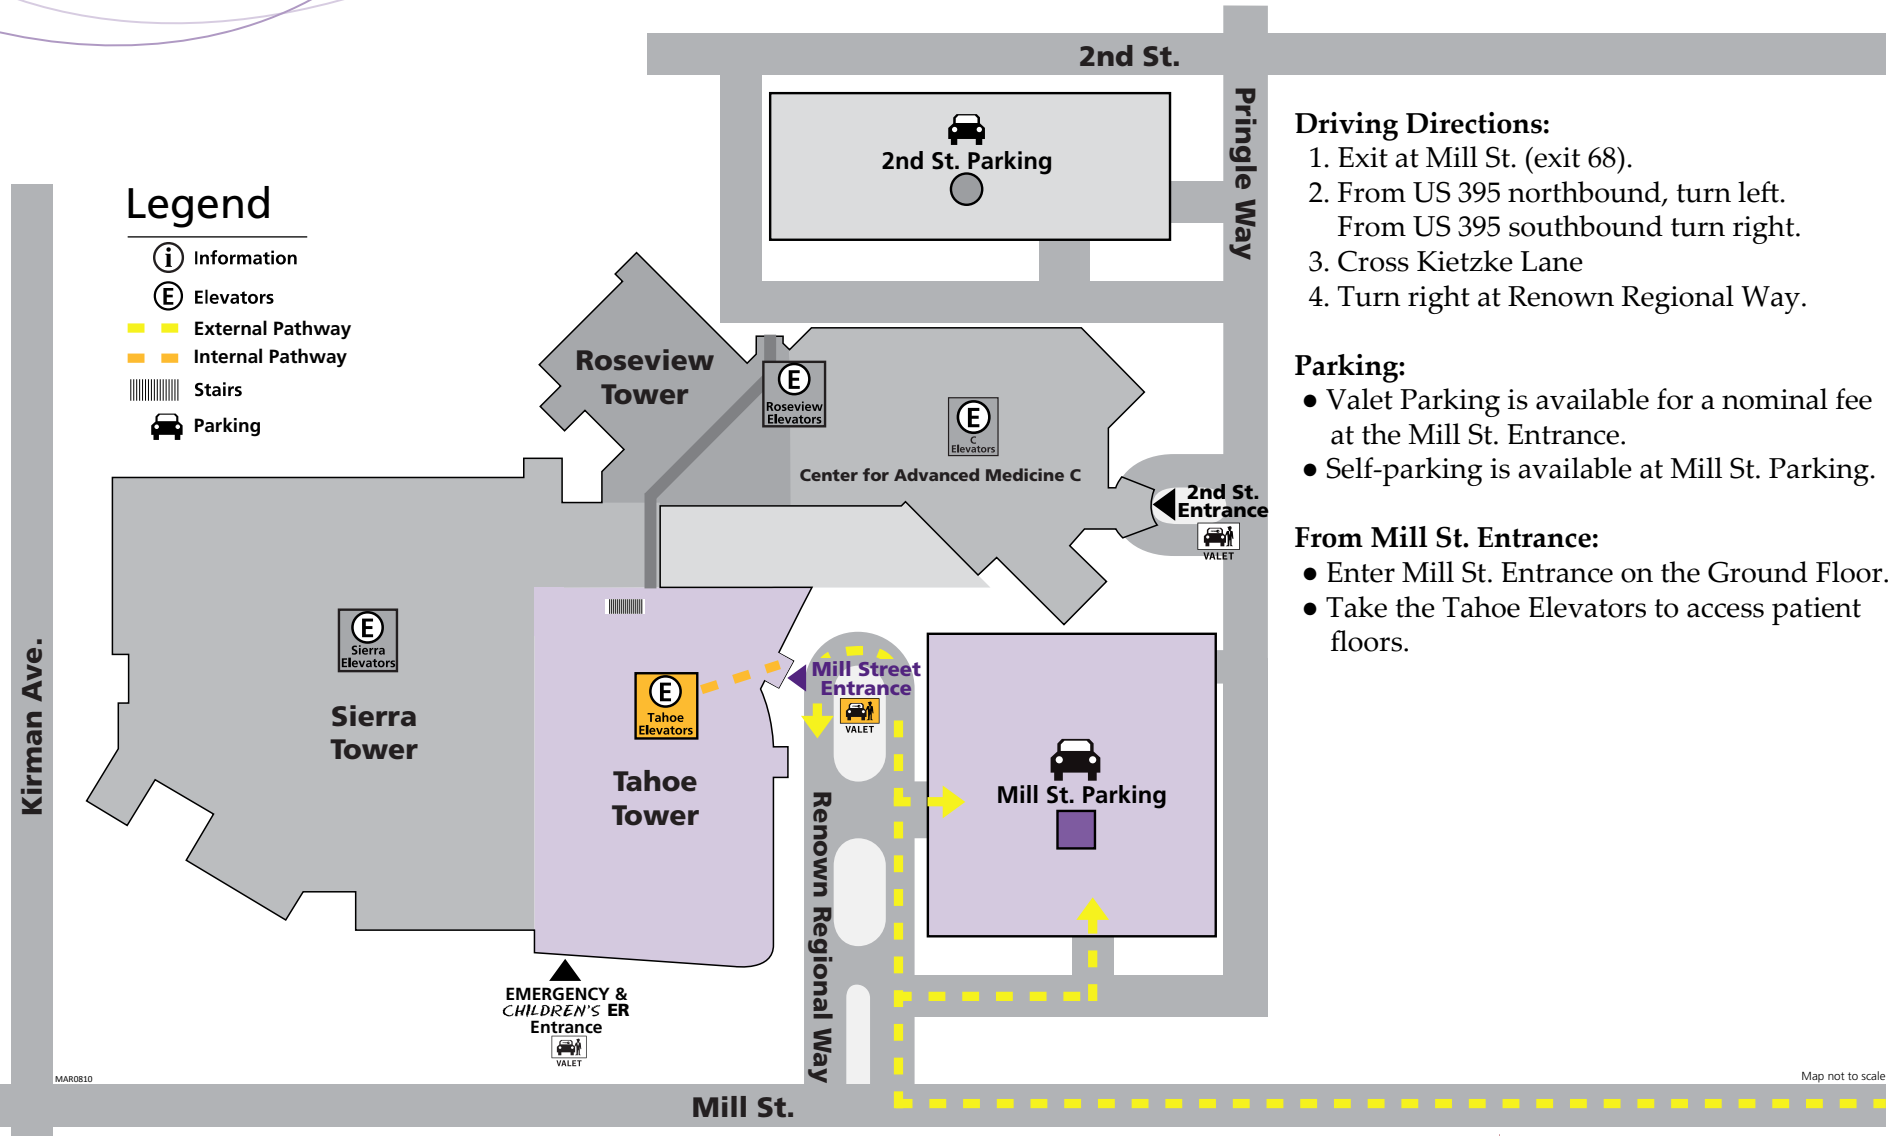 2nd St.
Pringle Way
2nd St. Parking
Driving Directions:
1. Exit at Mill St. (exit 68).
2. From US 395 northbound, turn left.
From US 395 southbound turn right.
3. Cross Kietzke Lane
4. Turn right at Renown Regional Way.
Parking:
● Valet Parking is available for a nominal fee
at the Mill St. Entrance.
● Self-parking is available at Mill St. Parking.
From Mill St. Entrance:
● Enter Mill St. Entrance on the Ground Floor.
● Take the Tahoe Elevators to access patient
floors.
Legend
i Information
E Elevators
External Pathway
Internal Pathway
Stairs
Parking
Roseview
Tower
E
Roseview
Elevators
E
C
Elevators
Center for Advanced Medicine C
2nd St.
Entrance
VALET
Kirman Ave.
E
Sierra
Elevators
Sierra
Tower
E
Tahoe
Elevators
Tahoe
Tower
Mill Street
Entrance
VALET
Mill St. Parking
Renown Regional Way
EMERGENCY &
CHILDREN'S ER
Entrance
VALET
MAR0810
Map not to scale
Mill St.